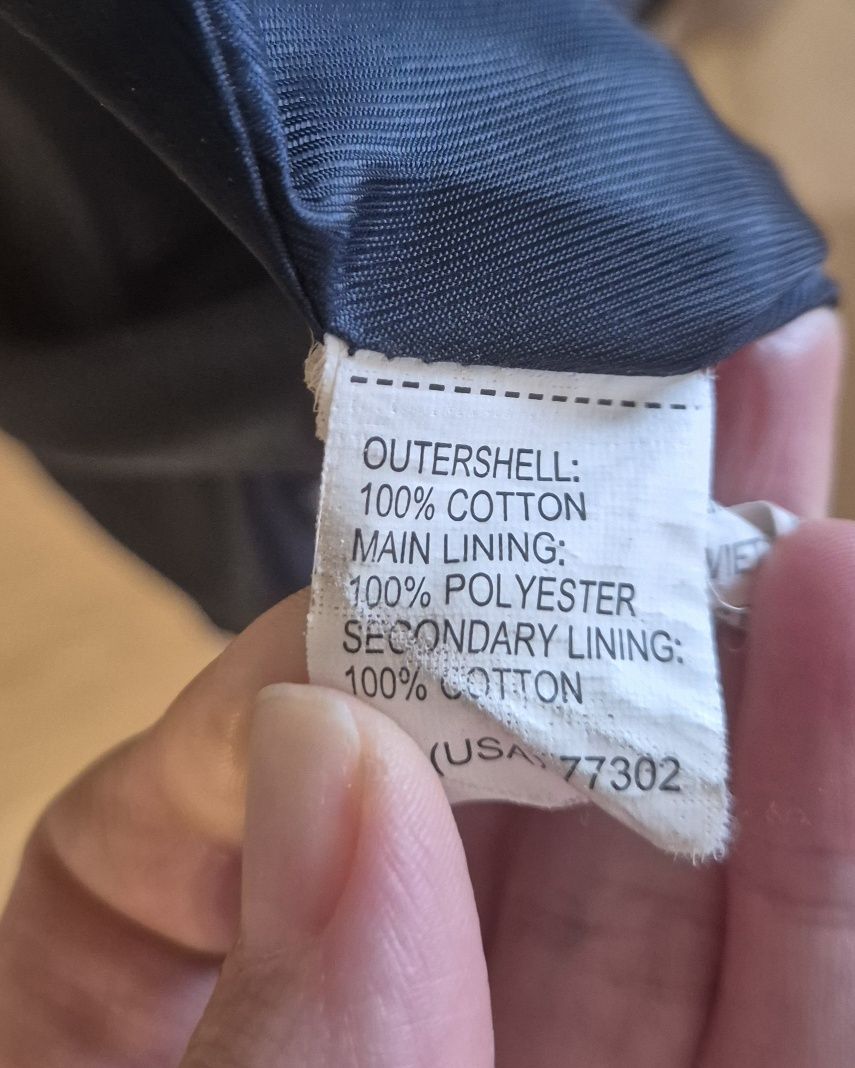 OUTERSHELL:
100% COTTON
MAIN LINING:
100% POLYESTER
SECONDARY LINING:
100% COTTON
(USA) 77302